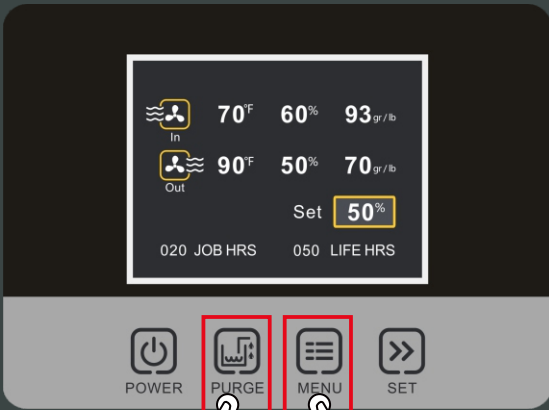 70°F 60% 93gr/lb
In
90°F 50% 70gr/lb
Out
Set 50%
020 JOB HRS 050 LIFE HRS
POWER PURGE MENU SET